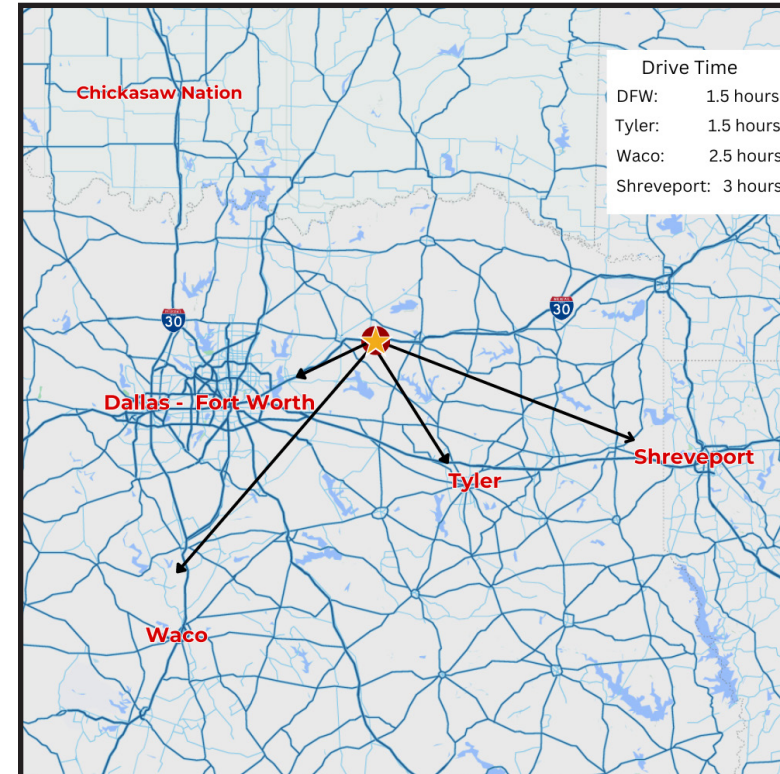 Chickasaw Nation
Drive Time
DFW: 1.5 hours
Tyler: 1.5 hours
Waco: 2.5 hours
Shreveport: 3 hours
30
30
Dallas - Fort Worth
Shreveport
Tyler
Waco